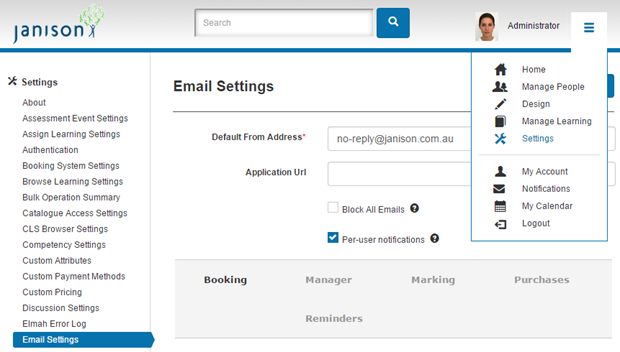 janison
Search
Administrator
Settings
About
Assessment Event Settings
Assign Learning Settings
Authentication
Booking System Settings
Browse Learning Settings
Bulk Operation Summary
Catalogue Access Settings
CLS Browser Settings
Competency Settings
Custom Attributes
Custom Payment Methods
Custom Pricing
Discussion Settings
Elmah Error Log
Email Settings
Email Settings
Default From Address*
no-reply@janison.com.au
Application Url
Block All Emails ?
Per-user notifications ?
Booking
Manager
Marking
Purchases
Reminders
Home
Manage People
Design
Manage Learning
Settings
My Account
Notifications
My Calendar
Logout